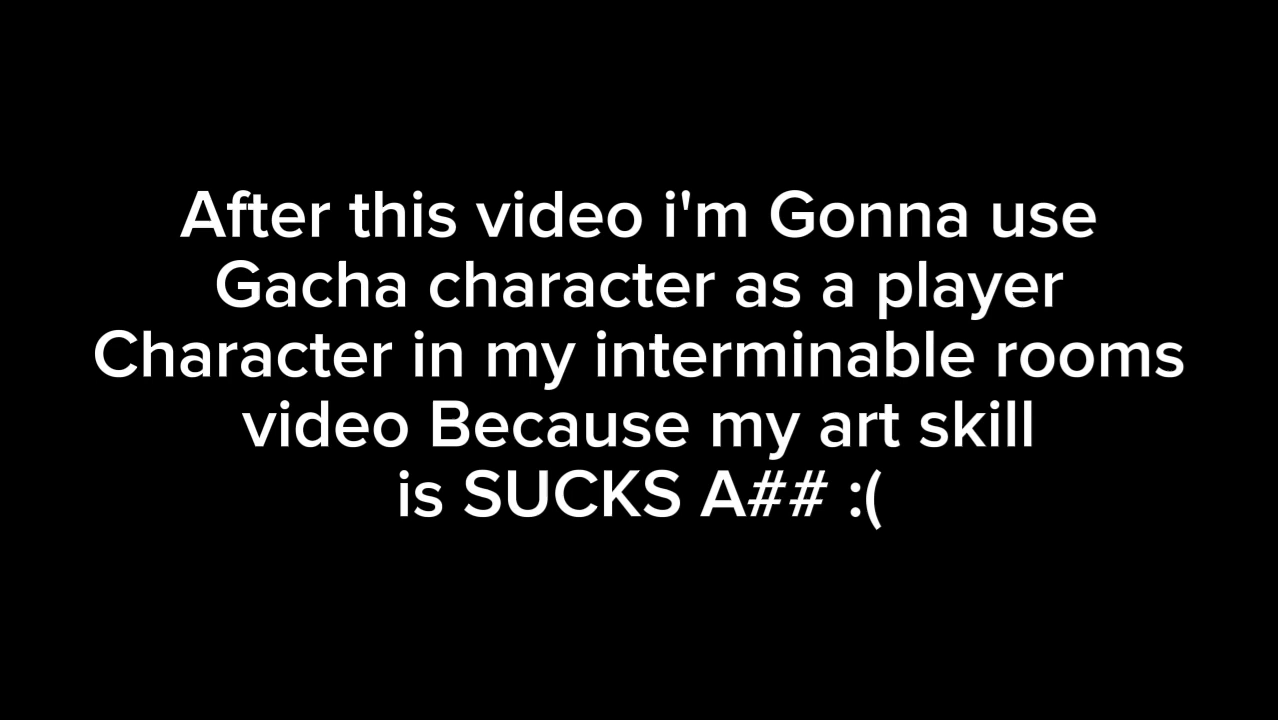 After this video i'm Gonna use
Gacha character as a player
Character in my interminable rooms
video Because my art skill
is SUCKS A## :(